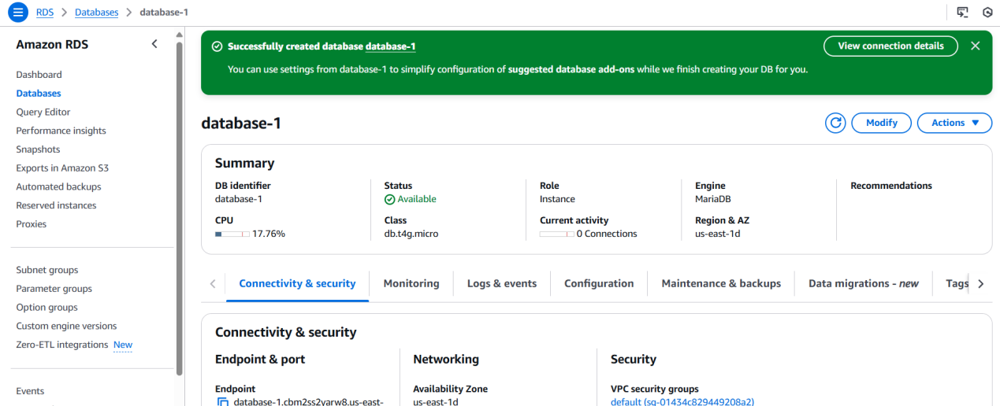 RDS > Databases > database-1
Amazon RDS
Dashboard
Databases
Query Editor
Performance insights
Snapshots
Exports in Amazon S3
Automated backups
Reserved instances
Proxies
Subnet groups
Parameter groups
Option groups
Custom engine versions
Zero-ETL integrations New
Events
Successfully created database database-1
View connection details
You can use settings from database-1 to simplify configuration of suggested database add-ons while we finish creating your DB for you.
database-1
Modify
Actions
Summary
DB identifier
database-1
Status
Available
Role
Instance
Engine
MariaDB
Recommendations
CPU
17.76%
Class
db.t4g.micro
Current activity
0 Connections
Region & AZ
us-east-1d
Connectivity & security
Monitoring
Logs & events
Configuration
Maintenance & backups
Data migrations - new
Tags
Connectivity & security
Endpoint & port
Endpoint
database-1.cbm2ss2yarw8.us-east-
Networking
Availability Zone
us-east-1d
Security
VPC security groups
default (sg-01434c829449208a2)